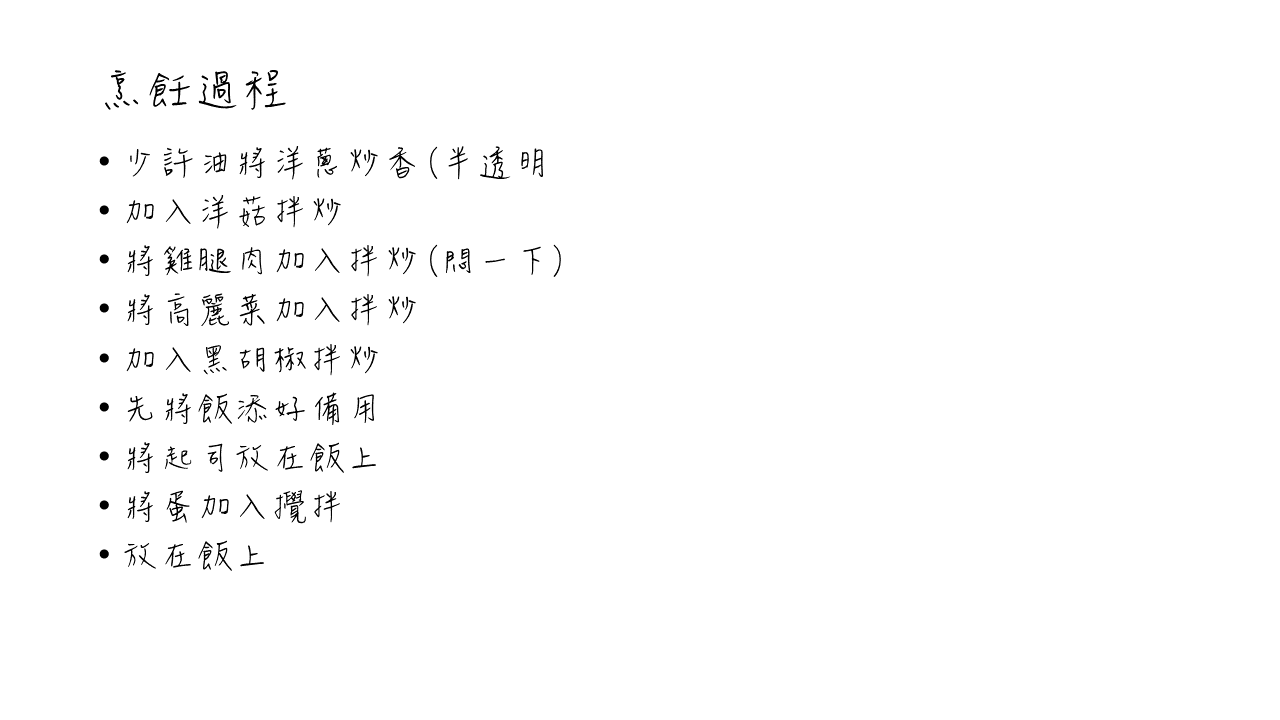 烹飪過程
• 少許油將洋蔥炒香(半透明
• 加入洋菇拌炒
• 將雞腿肉加入拌炒(悶一下)
• 將高麗菜加入拌炒
• 加入黑胡椒拌炒
• 先將飯添好備用
• 將起司放在飯上
• 將蛋加入攪拌
• 放在飯上